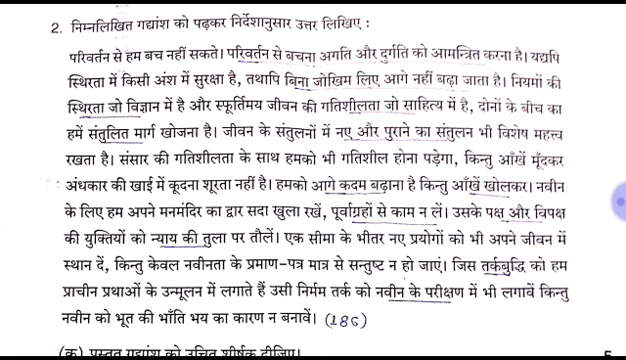 2. निम्नलिखित गद्यांश को पढ़कर निर्देशानुसार उत्तर लिखिए :
परिवर्तन से हम बच नहीं सकते। परिवर्तन से बचना अगति और दुर्गति को आमन्त्रित करना है। यद्यपि
स्थिरता में किसी अंश में सुरक्षा है, तथापि बिना जोखिम लिए आगे नहीं बढ़ा जाता है। नियमों की
स्थिरता जो विज्ञान में है और स्फूर्तिमय जीवन की गतिशीलता जो साहित्य में है, दोनों के बीच का
हमें संतुलित मार्ग खोजना है। जीवन के संतुलनों में नए और पुराने का संतुलन भी विशेष महत्त्व
रखता है। संसार की गतिशीलता के साथ हमको भी गतिशील होना पड़ेगा, किन्तु आँखें मूँदकर
अंधकार की खाई में कूदना शूरता नहीं है। हमको आगे कदम बढ़ाना है किन्तु आँखें खोलकर। नवीन
के लिए हम अपने मनमंदिर का द्वार सदा खुला रखें, पूर्वाग्रहों से काम न लें। उसके पक्ष और विपक्ष
की युक्तियों को न्याय की तुला पर तौलें। एक सीमा के भीतर नए प्रयोगों को भी अपने जीवन में
स्थान दें, किन्तु केवल नवीनता के प्रमाण-पत्र मात्र से सन्तुष्ट न हो जाएं। जिस तर्कबुद्धि को हम
प्राचीन प्रथाओं के उन्मूलन में लगाते हैं उसी निर्मम तर्क को नवीन के परीक्षण में भी लगावें किन्तु
नवीन को भूत की भाँति भय का कारण न बनावें। (186)
(क) प्रस्तुत गद्यांश को उचित शीर्षक दीजिए।